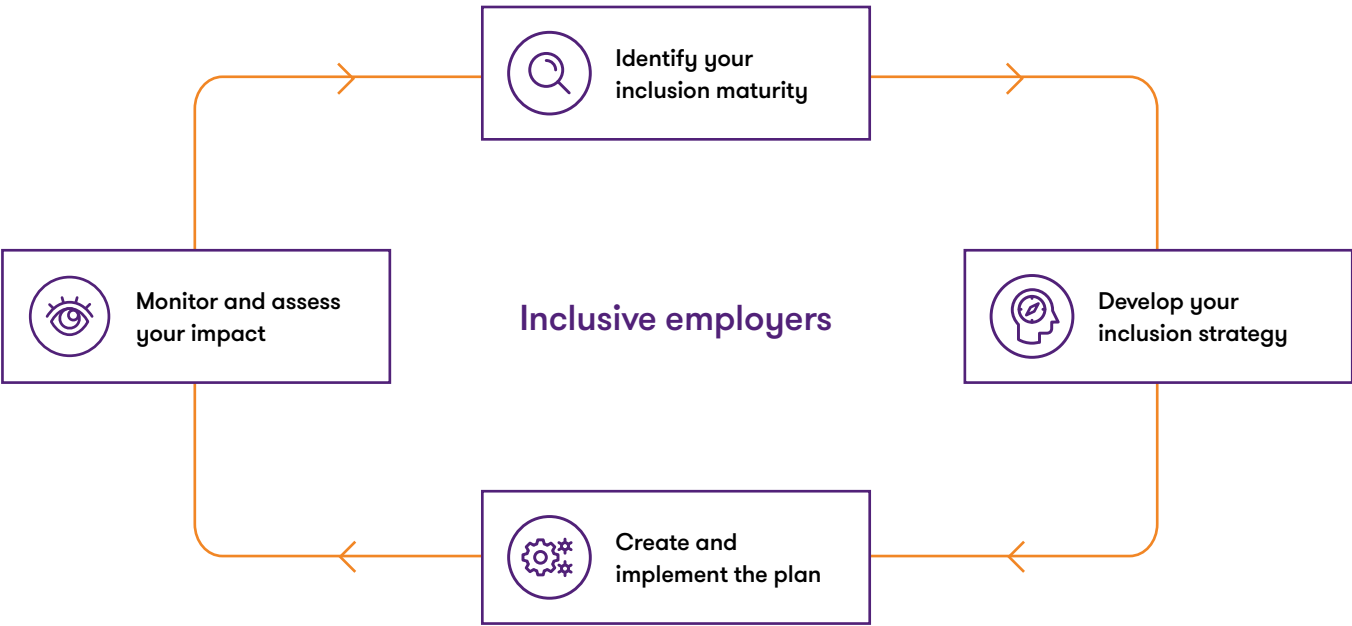 Identify your
inclusion maturity
Monitor and assess
your impact
Inclusive employers
Develop your
inclusion strategy
Create and
implement the plan